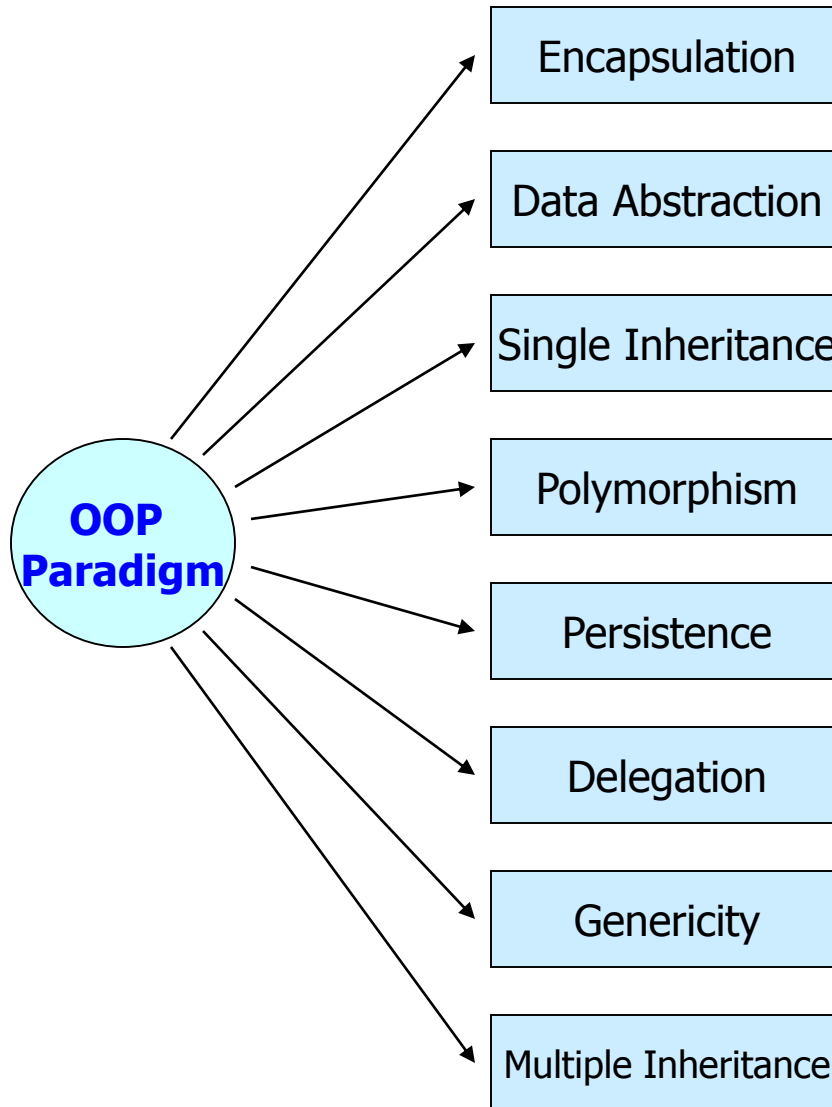 Encapsulation
Data Abstraction
Single Inheritance
Polymorphism
OOP
Paradigm
Persistence
Delegation
Genericity
Multiple Inheritance